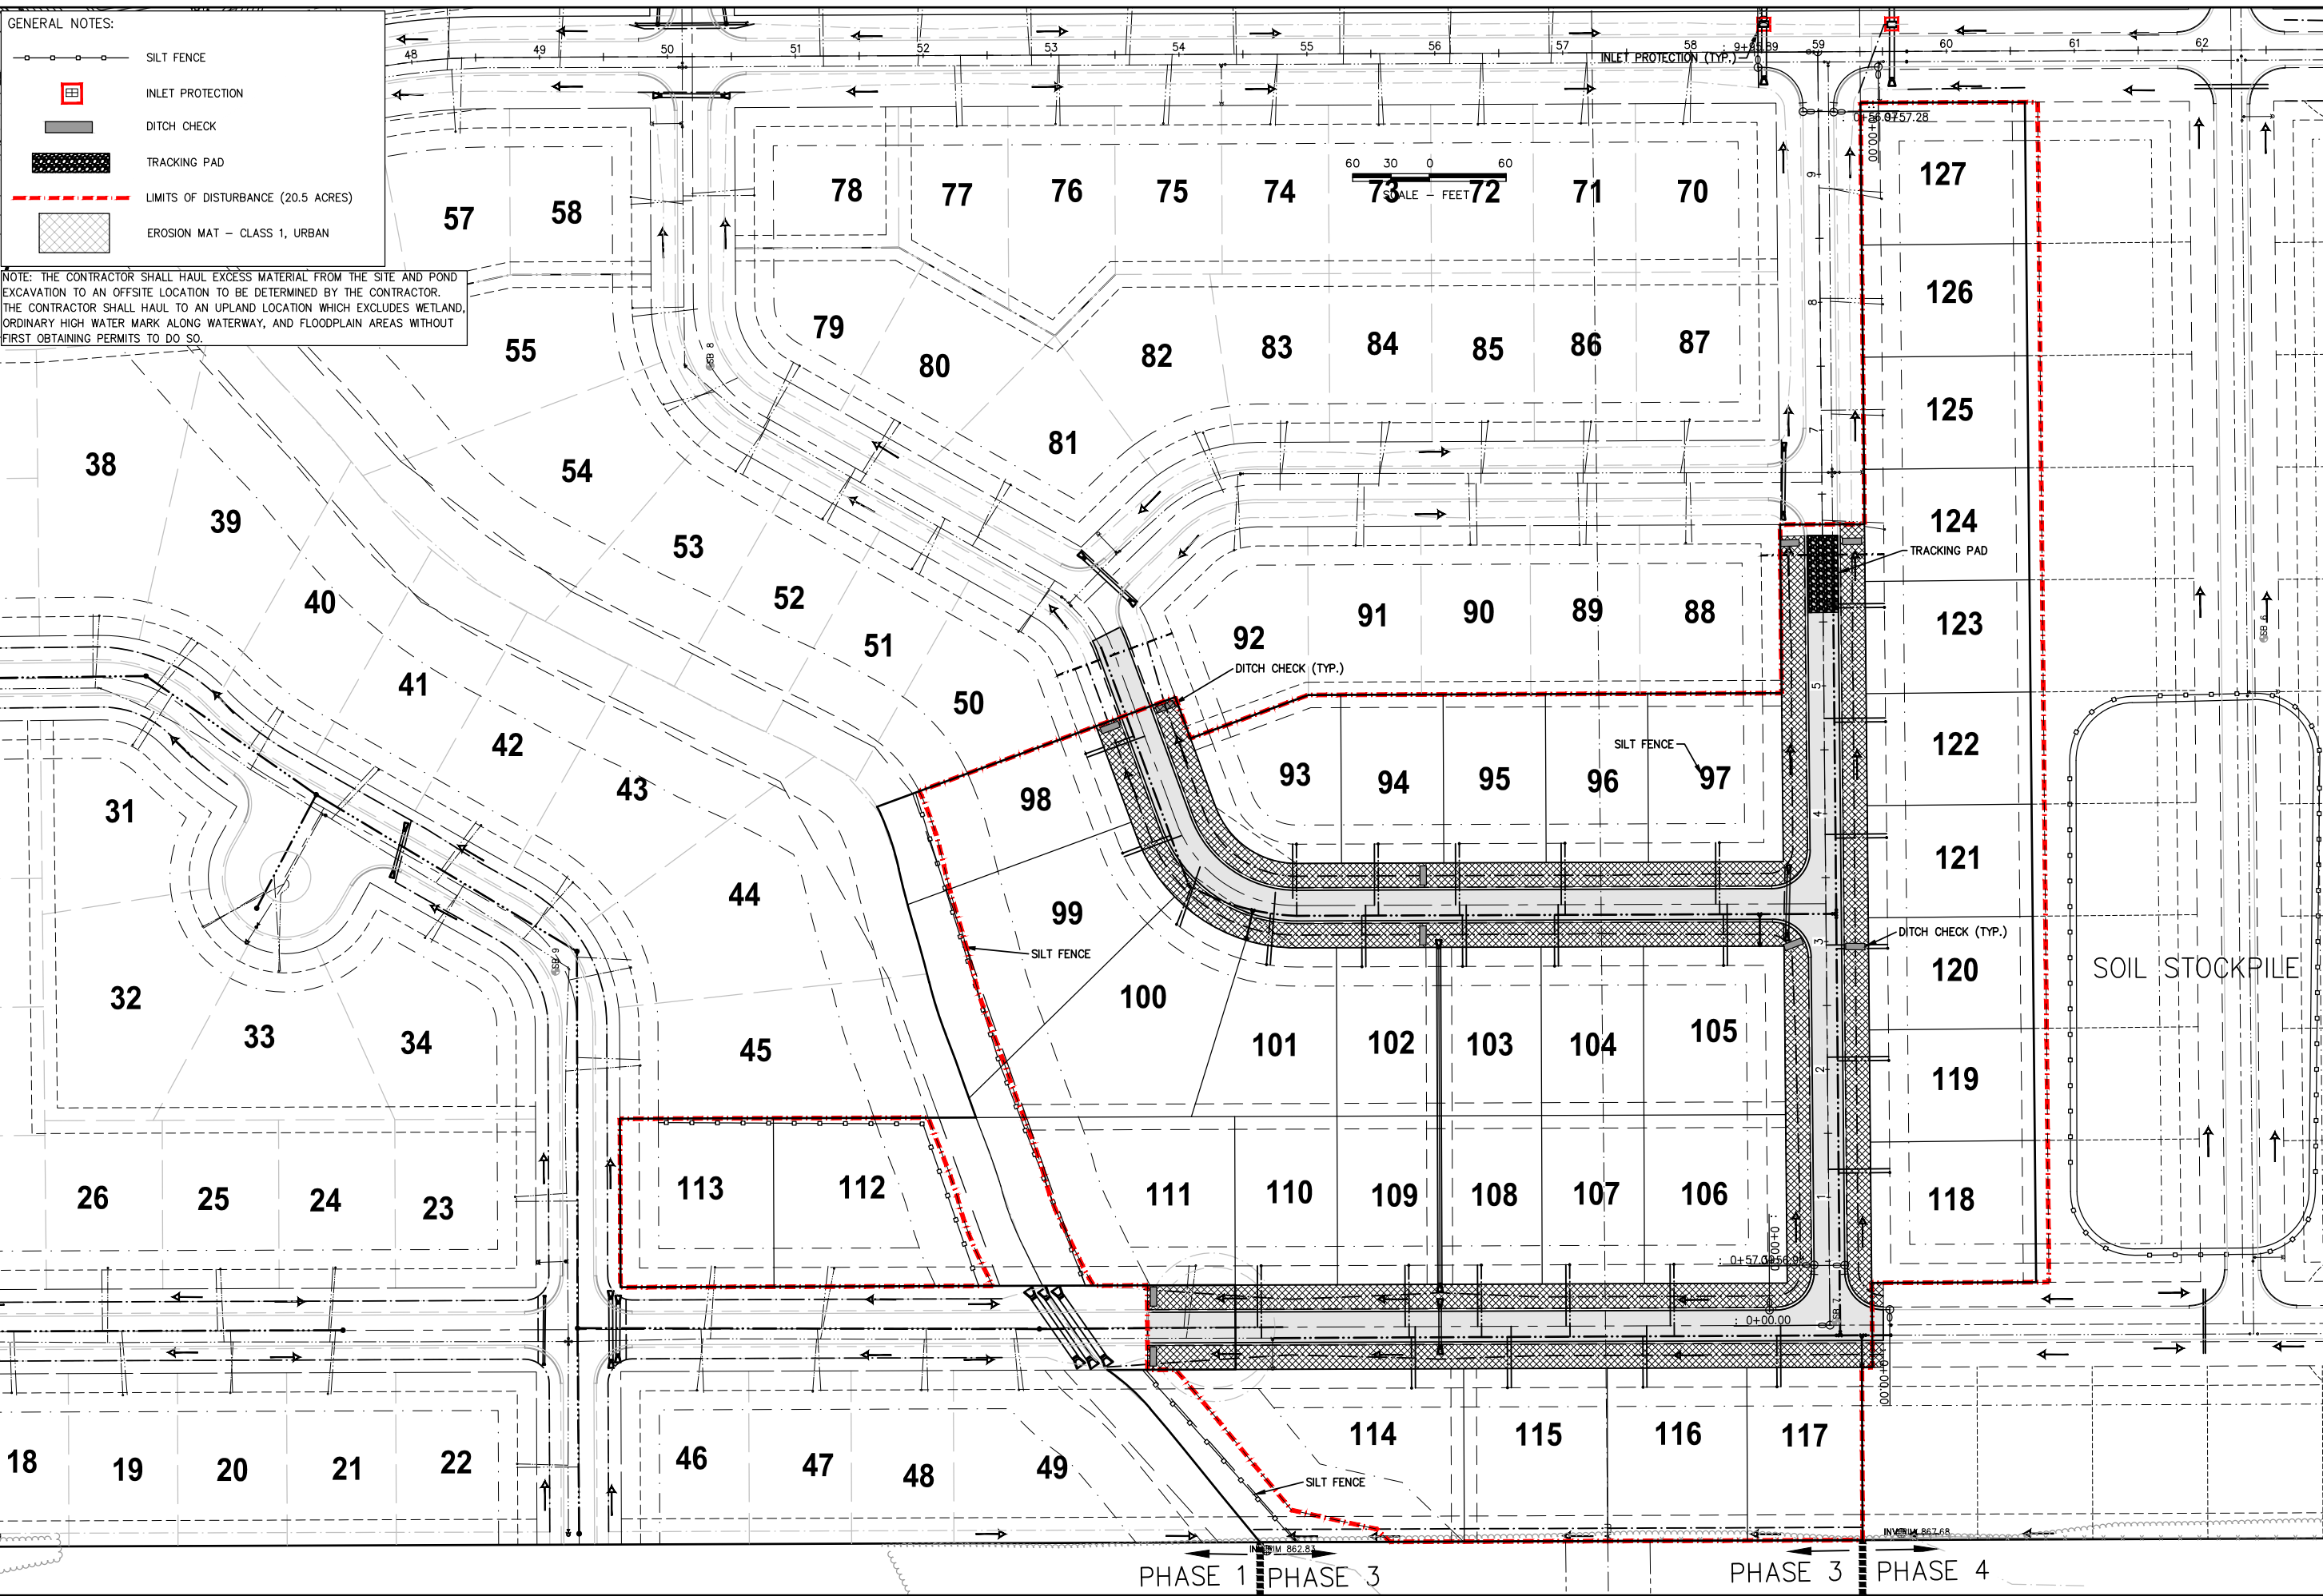 GENERAL NOTES:
SILT FENCE
INLET PROTECTION
DITCH CHECK
TRACKING PAD
LIMITS OF DISTURBANCE (20.5 ACRES)
EROSION MAT – CLASS 1, URBAN
NOTE: THE CONTRACTOR SHALL HAUL EXCESS MATERIAL FROM THE SITE AND POND
EXCAVATION TO AN OFFSITE LOCATION TO BE DETERMINED BY THE CONTRACTOR.
THE CONTRACTOR SHALL HAUL TO AN UPLAND LOCATION WHICH EXCLUDES WETLAND,
ORDINARY HIGH WATER MARK ALONG WATERWAY, AND FLOODPLAIN AREAS WITHOUT
FIRST OBTAINING PERMITS TO DO SO.
48 49 50 51 52 53 54 55 56 57 58 59 60 61 62
INLET PROTECTION (TYP.)
60 30 0 60
SCALE – FEET
57 58 78 77 76 75 74 73 72 71 70 127
9
8
126
55 79 80 82 83 84 85 86 87
125
7
38 54 81
39 53 124
TRACKING PAD
40 52 51 92 91 90 89 88 123
DITCH CHECK (TYP.)
41 50
5
42 43 98 93 94 95 96 97 122
SILT FENCE
31 4
44 99 121
SILT FENCE
3
DITCH CHECK (TYP.)
32 100 120
SOIL STOCKPILE
33 34 45 101 102 103 104 105
2
119
26 25 24 23 113 112 111 110 109 108 107 106 118
1
0+00.00
18 19 20 21 22 46 47 48 49 114 115 116 117
SILT FENCE
PHASE 1 PHASE 3
PHASE 3 PHASE 4